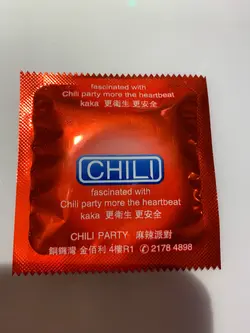 fascinated with
Chili party more the heartbeat
kaka 更衛生 更安全
CHILI
fascinated with
Chili party more the heartbeat
kaka 更衛生 更安全
CHILI PARTY 麻辣派對
銅鑼灣 金佰利 4樓R1 ✆ 2178 4898